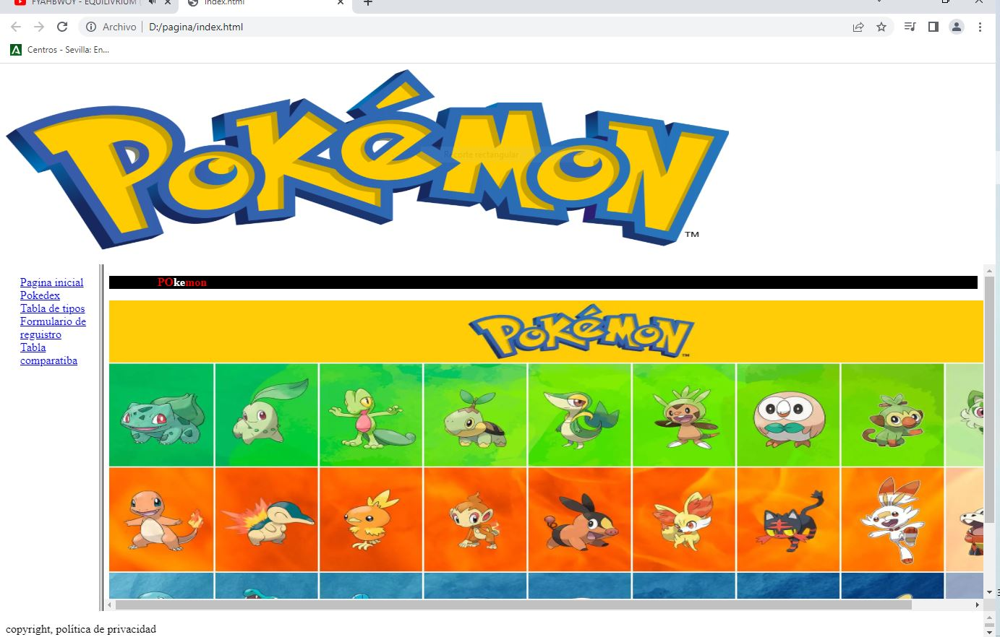 FYAHBWOY - EQUILIVRIUM
index.html
Archivo
D:/pagina/index.html
Centros - Sevilla: En...
POKéMON
TM
Recorte rectangular
Pagina inicial
Pokedex
Tabla de tipos
Formulario de
reguistro
Tabla
comparatiba
POkemon
POKéMON
TM
copyright, política de privacidad